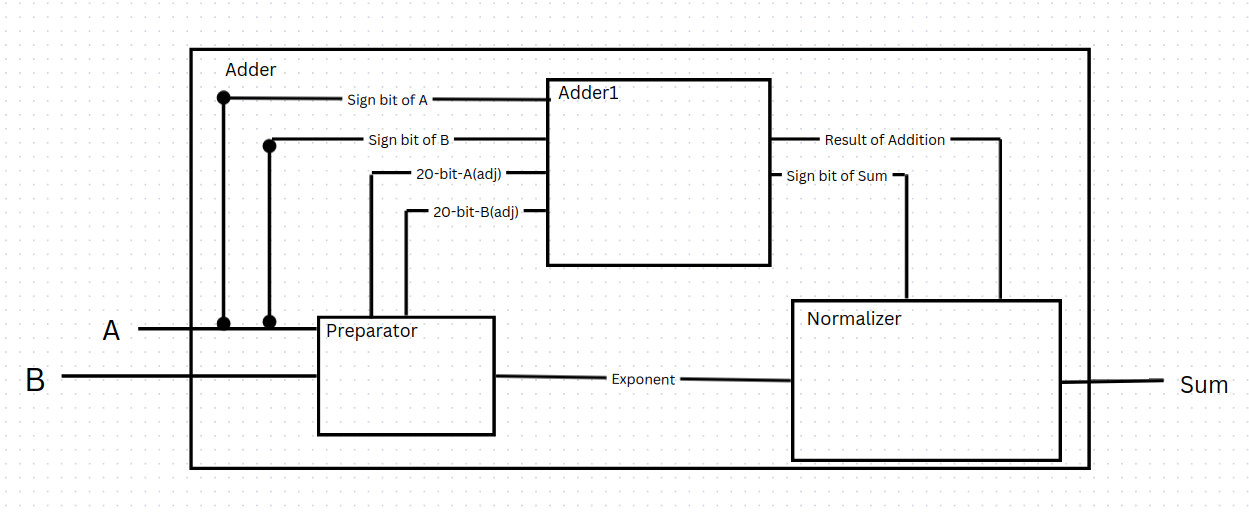 Adder
Sign bit of A
Adder1
Sign bit of B
Result of Addition
20-bit-A(adj)
Sign bit of Sum
20-bit-B(adj)
Normalizer
A
Preparator
B
Exponent
Sum